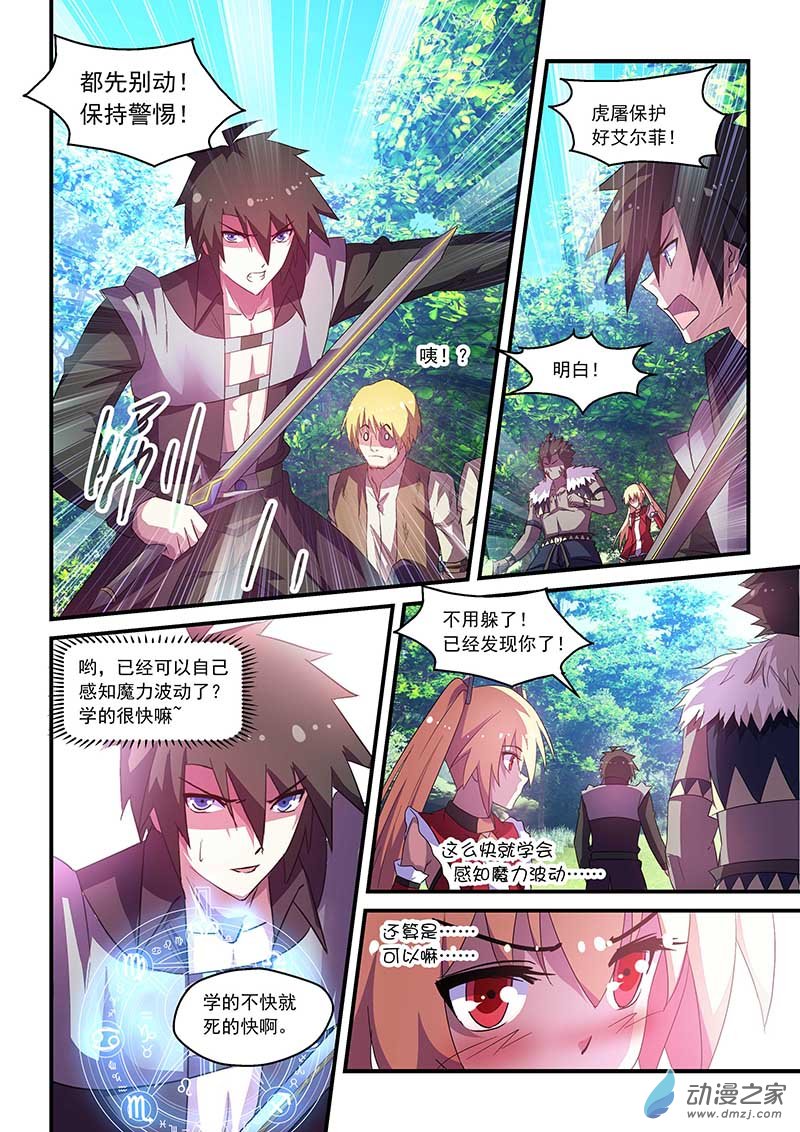 都先别动！
保持警惕！
咦！？
唏
虎屠保护
好艾尔菲！
明白！
不用躲了！
已经发现你了！
这么快就学会
感知魔力波动……
哟，已经可以自己
感知魔力波动了？
学的很快嘛~
学的不快就
死的快啊。
还算是……
可以嘛……
动漫之家
www.dmzj.com